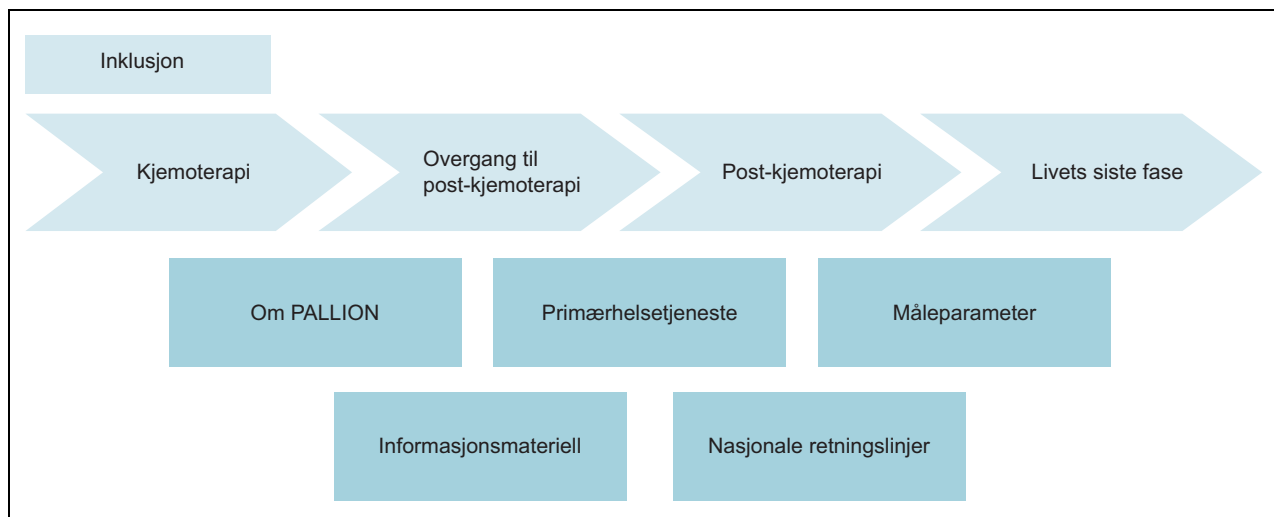 Inklusjon
Kjemoterapi
Overgang til
post-kjemoterapi
Post-kjemoterapi
Livets siste fase
Om PALLION
Primærhelsetjeneste
Måleparameter
Informasjonsmateriell
Nasjonale retningslinjer